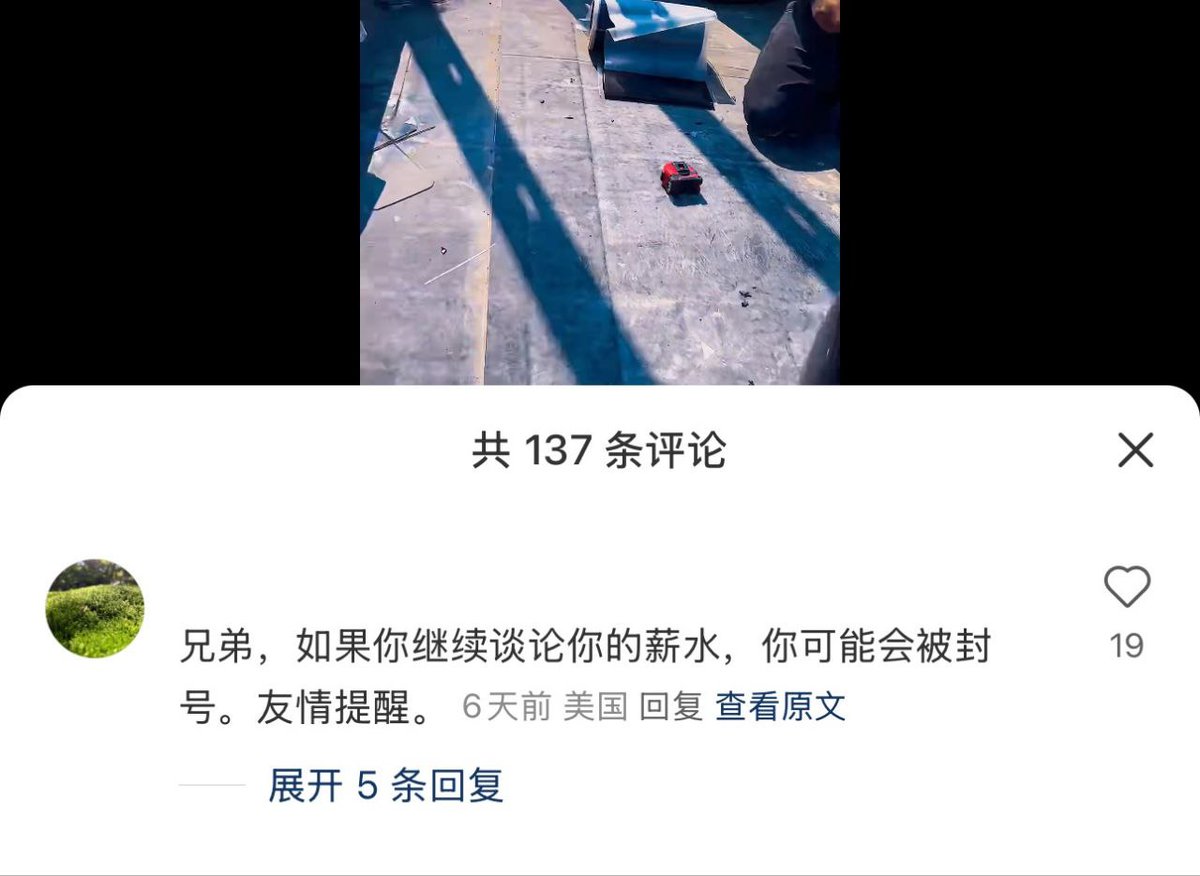 共 137 条评论
兄弟，如果你继续谈论你的薪水，你可能会被封
号。友情提醒。 6天前 美国 回复 查看原文
19
展开 5 条回复